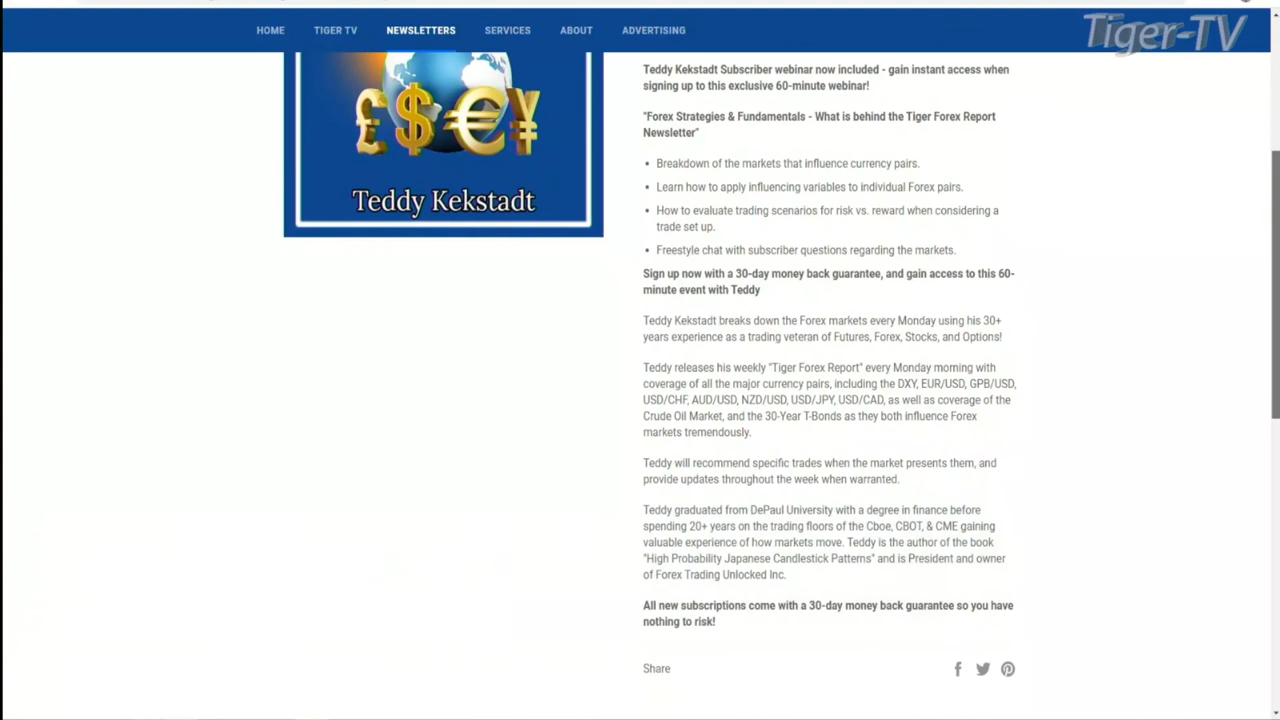 HOME TIGER TV NEWSLETTERS SERVICES ABOUT ADVERTISING
Tiger-TV
£ $ € ¥
Teddy Kekstadt
Teddy Kekstadt Subscriber webinar now included - gain instant access when
signing up to this exclusive 60-minute webinar!
"Forex Strategies & Fundamentals - What is behind the Tiger Forex Report
Newsletter"
• Breakdown of the markets that influence currency pairs.
• Learn how to apply influencing variables to individual Forex pairs.
• How to evaluate trading scenarios for risk vs. reward when considering a
trade set up.
• Freestyle chat with subscriber questions regarding the markets.
Sign up now with a 30-day money back guarantee, and gain access to this 60-
minute event with Teddy
Teddy Kekstadt breaks down the Forex markets every Monday using his 30+
years experience as a trading veteran of Futures, Forex, Stocks, and Options!
Teddy releases his weekly "Tiger Forex Report" every Monday morning with
coverage of all the major currency pairs, including the DXY, EUR/USD, GPB/USD,
USD/CHF, AUD/USD, NZD/USD, USD/JPY, USD/CAD, as well as coverage of the
Crude Oil Market, and the 30-Year T-Bonds as they both influence Forex
markets tremendously.
Teddy will recommend specific trades when the market presents them, and
provide updates throughout the week when warranted.
Teddy graduated from DePaul University with a degree in finance before
spending 20+ years on the trading floors of the Cboe, CBOT, & CME gaining
valuable experience of how markets move. Teddy is the author of the book
"High Probability Japanese Candlestick Patterns" and is President and owner
of Forex Trading Unlocked Inc.
All new subscriptions come with a 30-day money back guarantee so you have
nothing to risk!
Share